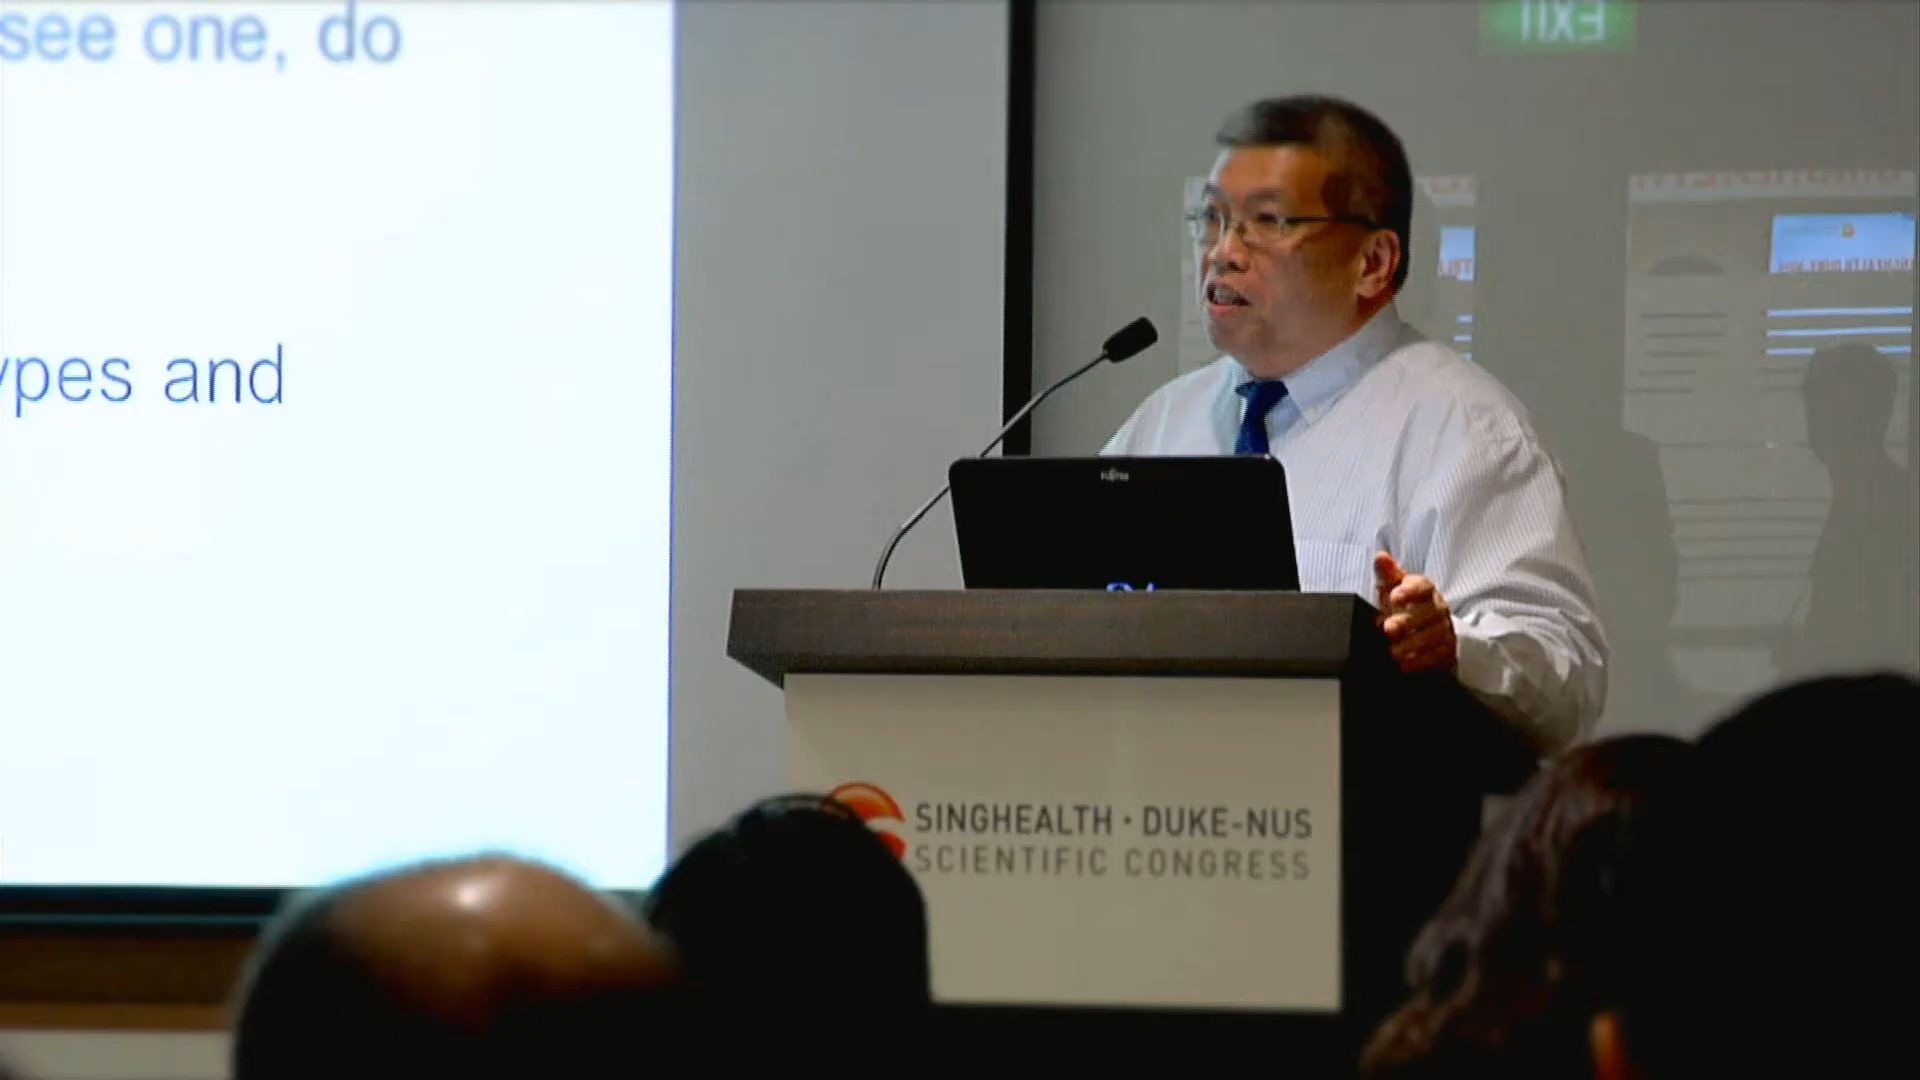 see one, do
ypes and
EXIT
FUJITSU
SINGHEALTH • DUKE-NUS
SCIENTIFIC CONGRESS